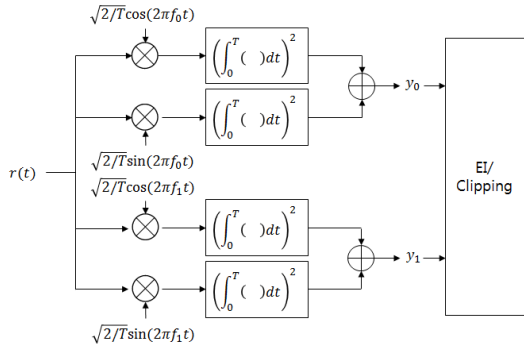 √2/T cos(2πf₀t)
(∫₀ᵀ ( )dt)²
(∫₀ᵀ ( )dt)²
y₀
√2/T sin(2πf₀t)
r(t)
√2/T cos(2πf₁t)
EI/
Clipping
(∫₀ᵀ ( )dt)²
y₁
(∫₀ᵀ ( )dt)²
√2/T sin(2πf₁t)